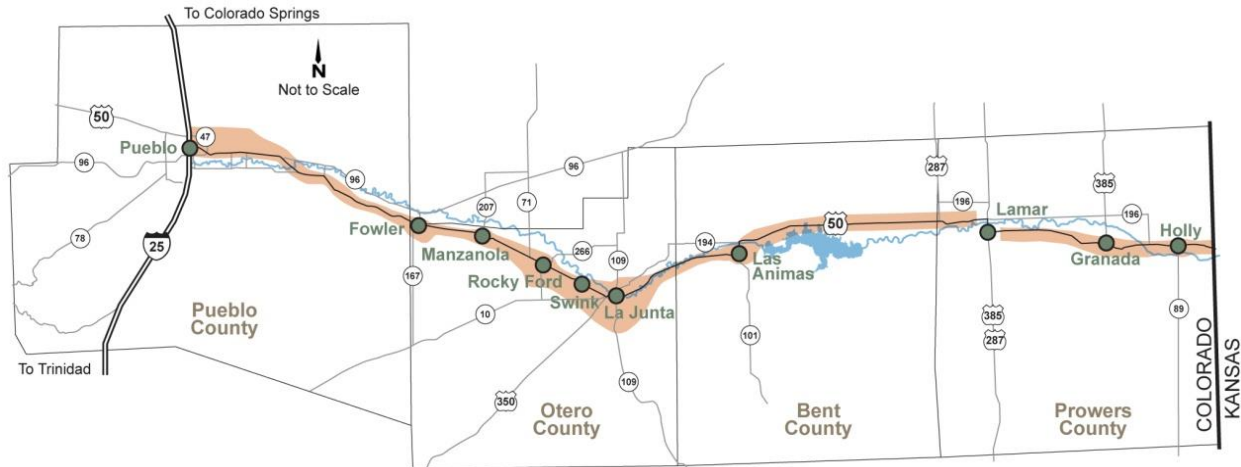 To Colorado Springs
N
Not to Scale
50
47
Pueblo
96
96
78
25
Pueblo
County
To Trinidad
Fowler
167
207
96
71
Manzanola
266
109
194
Rocky Ford
Swink
La Junta
10
350
109
Otero
County
Las
Animas
101
50
Bent
County
287
196
Lamar
385
196
Holly
Granada
385
287
89
Prowers
County
COLORADO
KANSAS